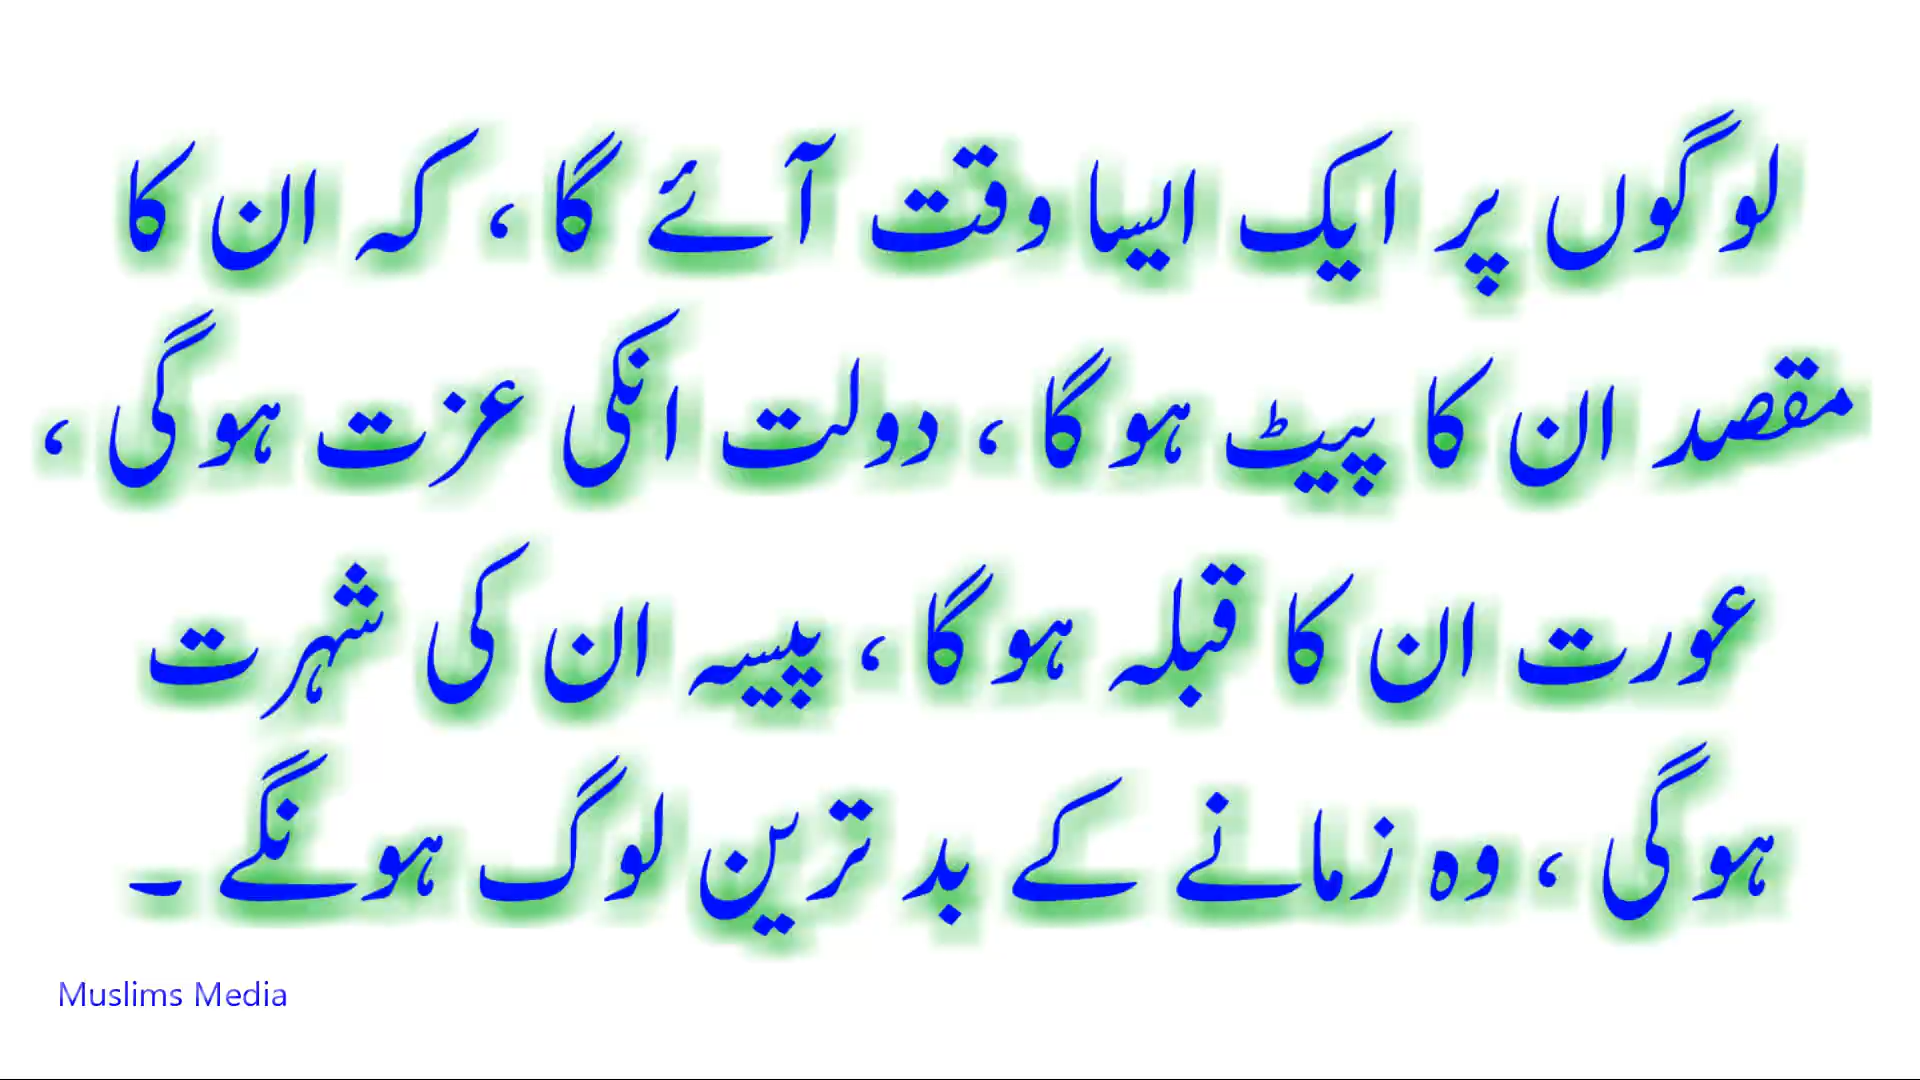 لوگوں پر ایک ایسا وقت آئے گا ، کہ ان کا
مقصد ان کا پیٹ ہو گا ، دولت انکی عزت ہو گی ،
عورت ان کا قبلہ ہو گا ، پیسہ ان کی شہرت
ہو گی ، وہ زمانے کے بد ترین لوگ ہونگے ۔
Muslims Media